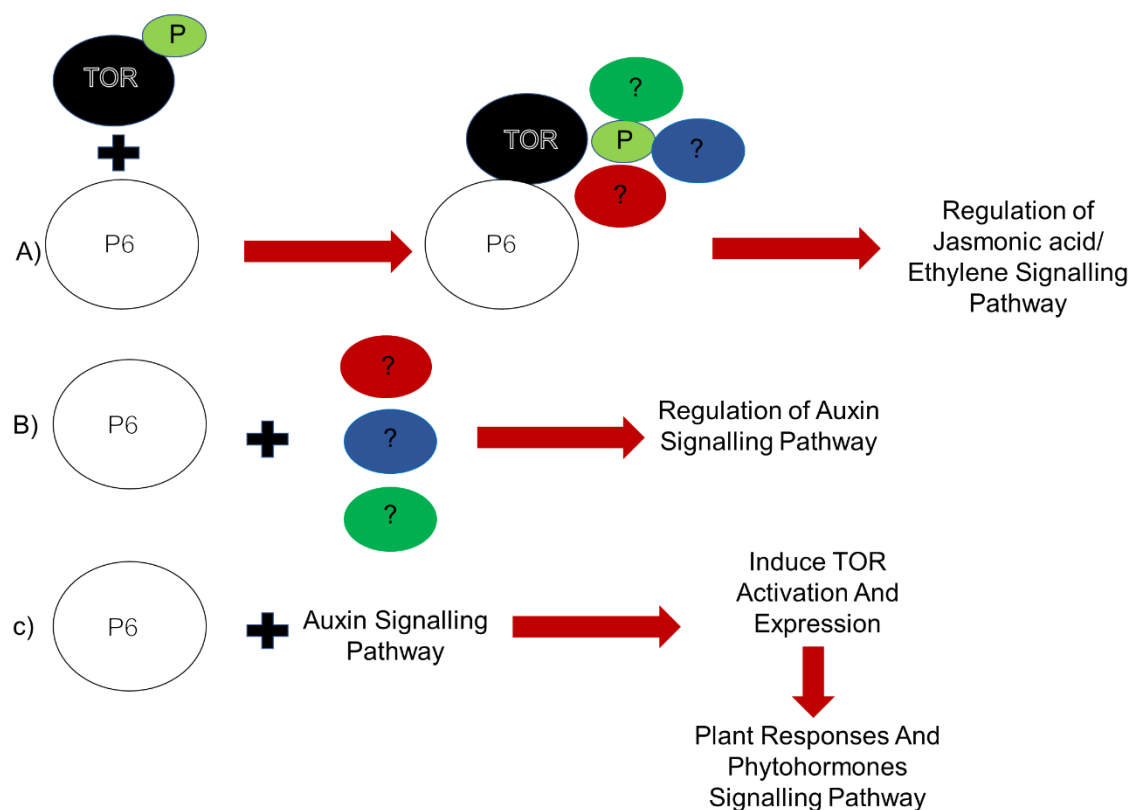 P
TOR
P6
A)
?
TOR
P
?
?
P6
Regulation of
Jasmonic acid/
Ethylene Signalling
Pathway
B)
P6
?
?
?
Regulation of Auxin
Signalling Pathway
c)
P6
Auxin Signalling
Pathway
Induce TOR
Activation And
Expression
Plant Responses And
Phytohormones
Signalling Pathway